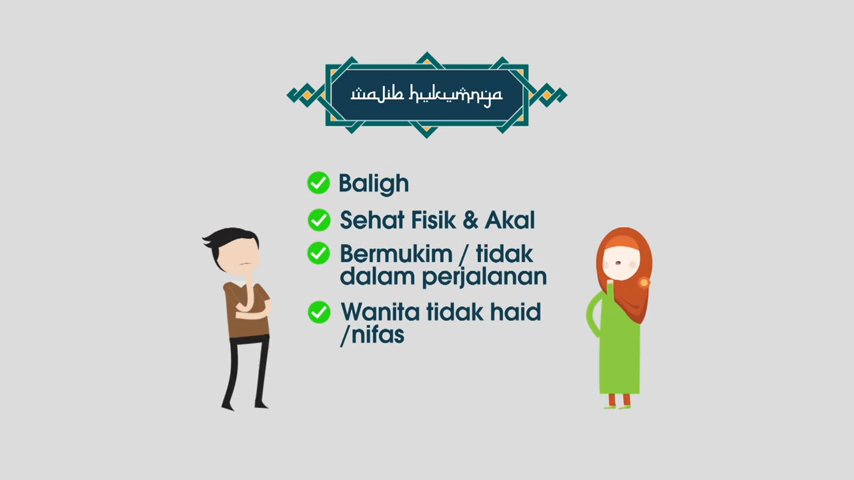 wajib hukumnya
Baligh
Sehat Fisik & Akal
Bermukim / tidak
dalam perjalanan
Wanita tidak haid
/nifas